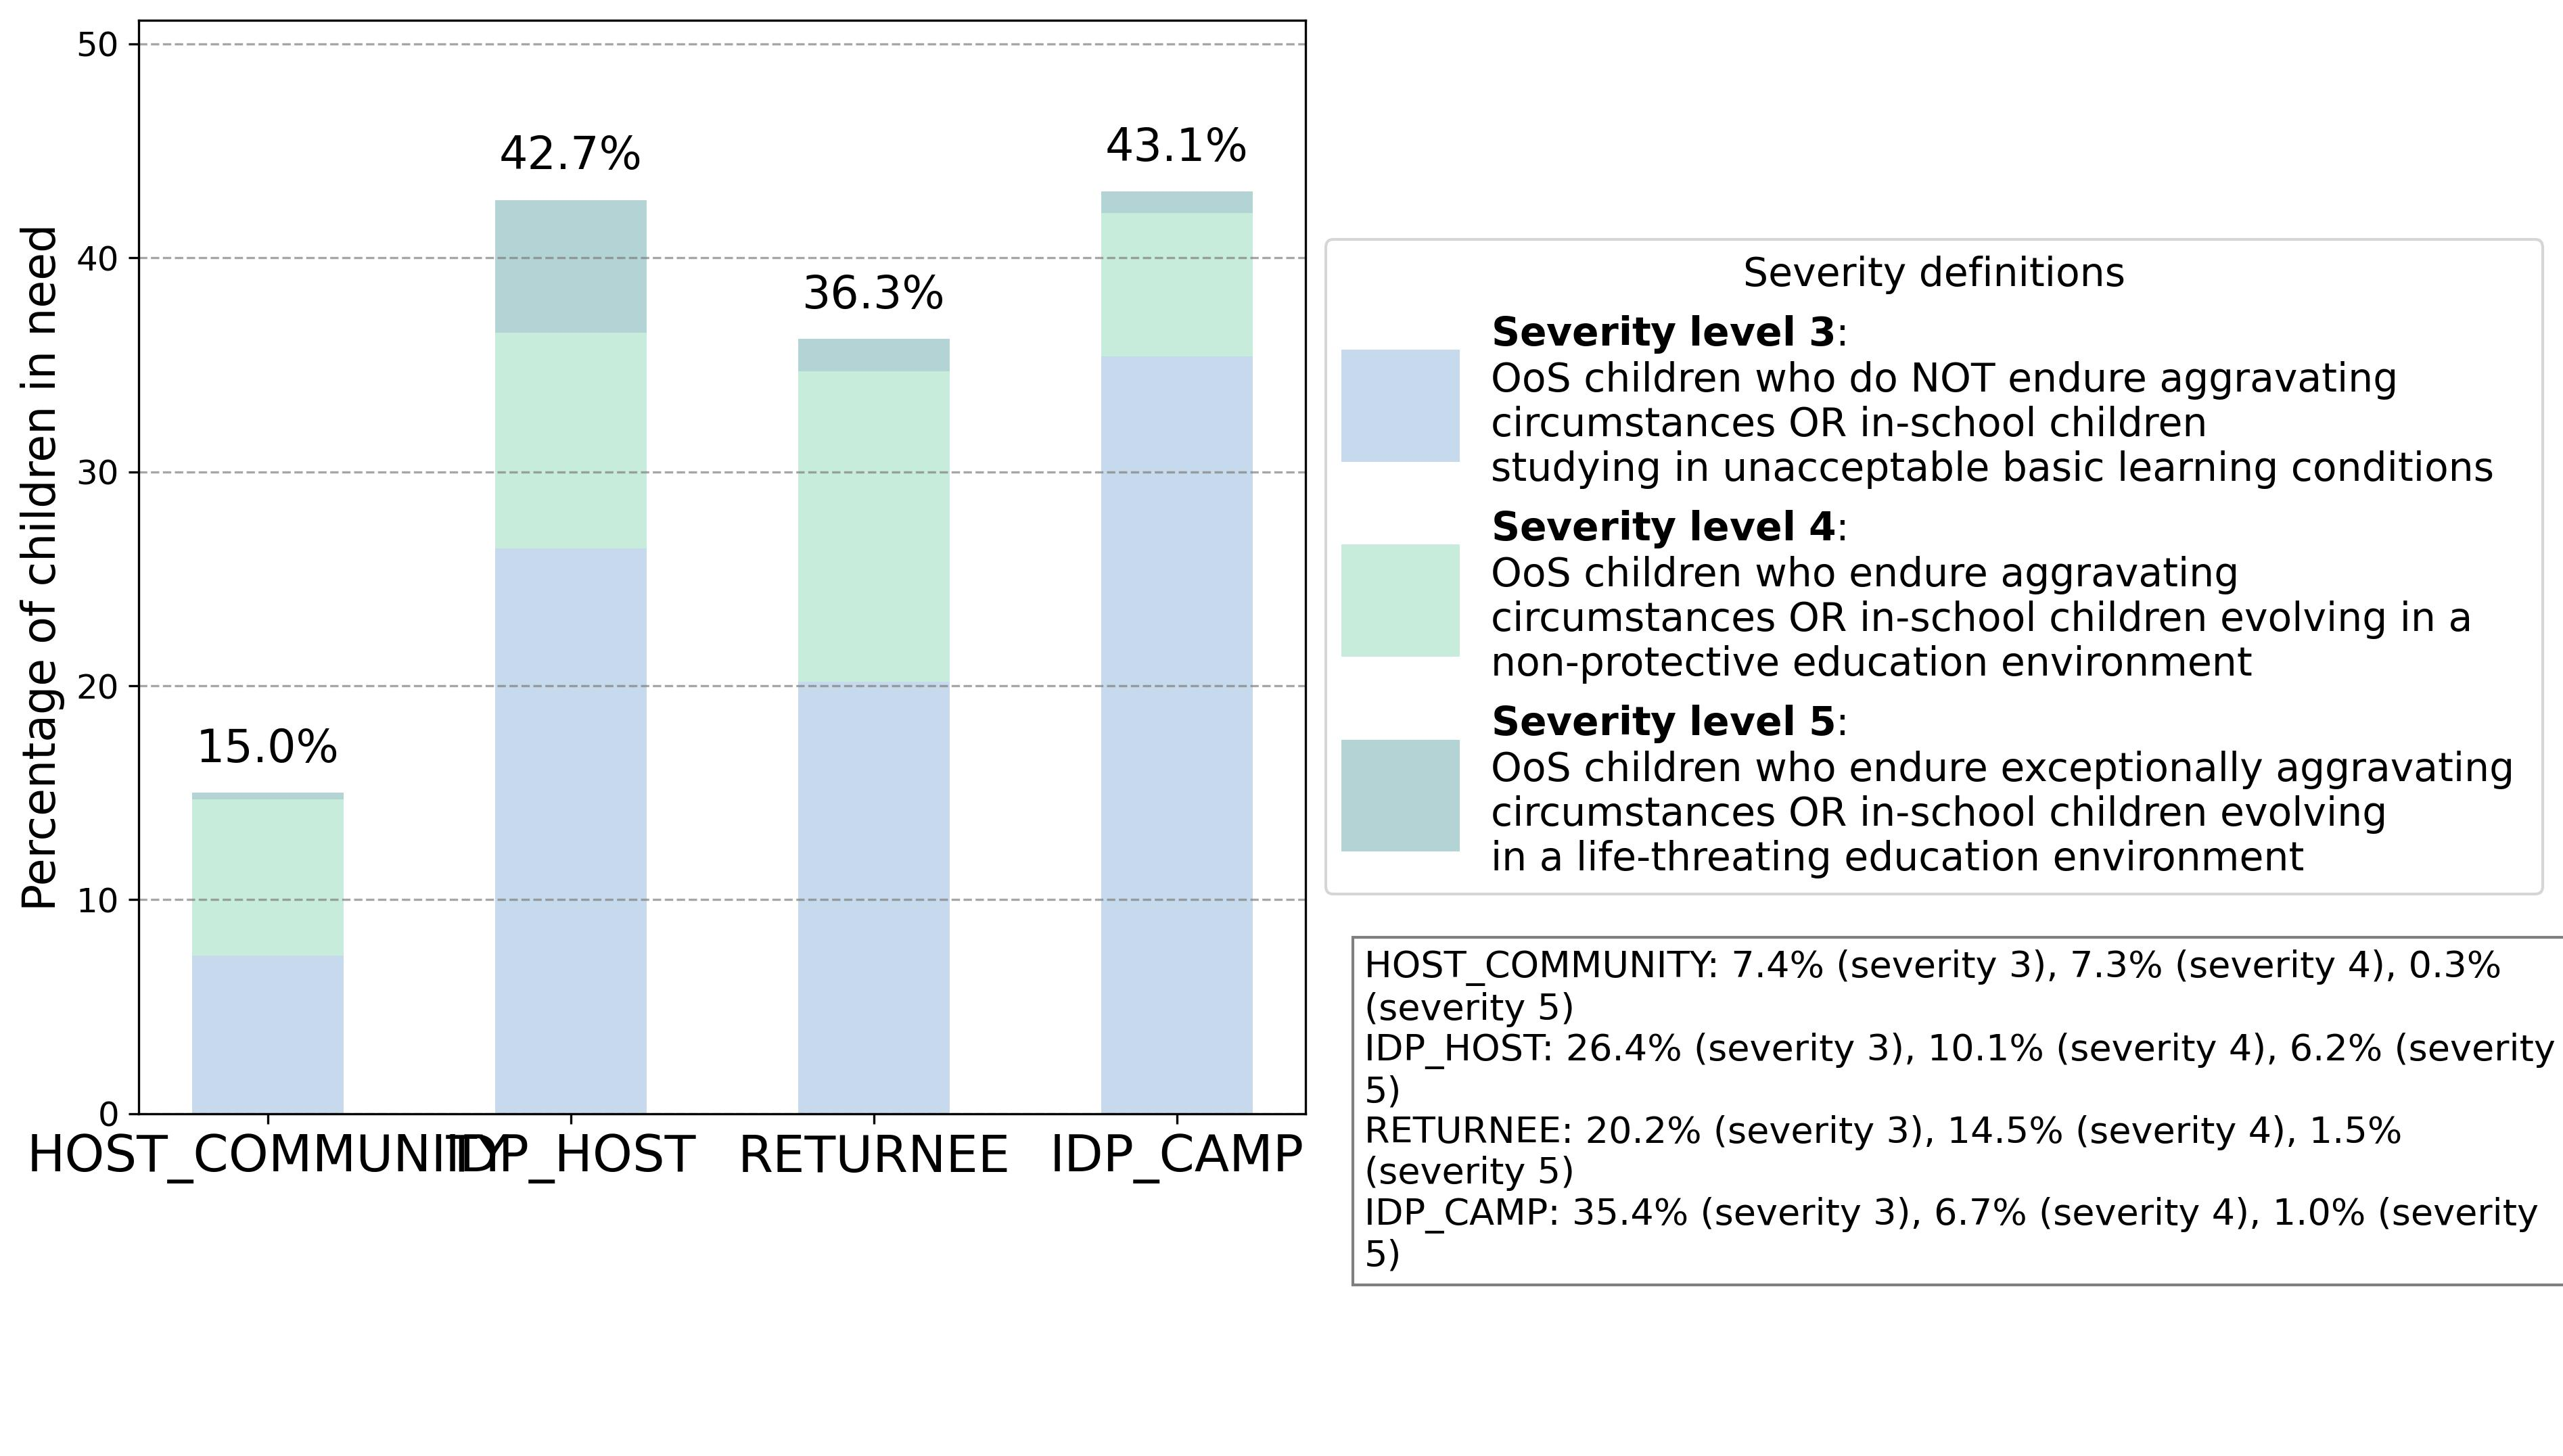 50
40
30
20
10
0
Percentage of children in need
42.7%
43.1%
36.3%
15.0%
HOST_COMMUNITY
IDP_HOST
RETURNEE
IDP_CAMP
Severity definitions
Severity level 3:
OoS children who do NOT endure aggravating
circumstances OR in-school children
studying in unacceptable basic learning conditions
Severity level 4:
OoS children who endure aggravating
circumstances OR in-school children evolving in a
non-protective education environment
Severity level 5:
OoS children who endure exceptionally aggravating
circumstances OR in-school children evolving
in a life-threating education environment
HOST_COMMUNITY: 7.4% (severity 3), 7.3% (severity 4), 0.3%
(severity 5)
IDP_HOST: 26.4% (severity 3), 10.1% (severity 4), 6.2% (severity
5)
RETURNEE: 20.2% (severity 3), 14.5% (severity 4), 1.5%
(severity 5)
IDP_CAMP: 35.4% (severity 3), 6.7% (severity 4), 1.0% (severity
5)